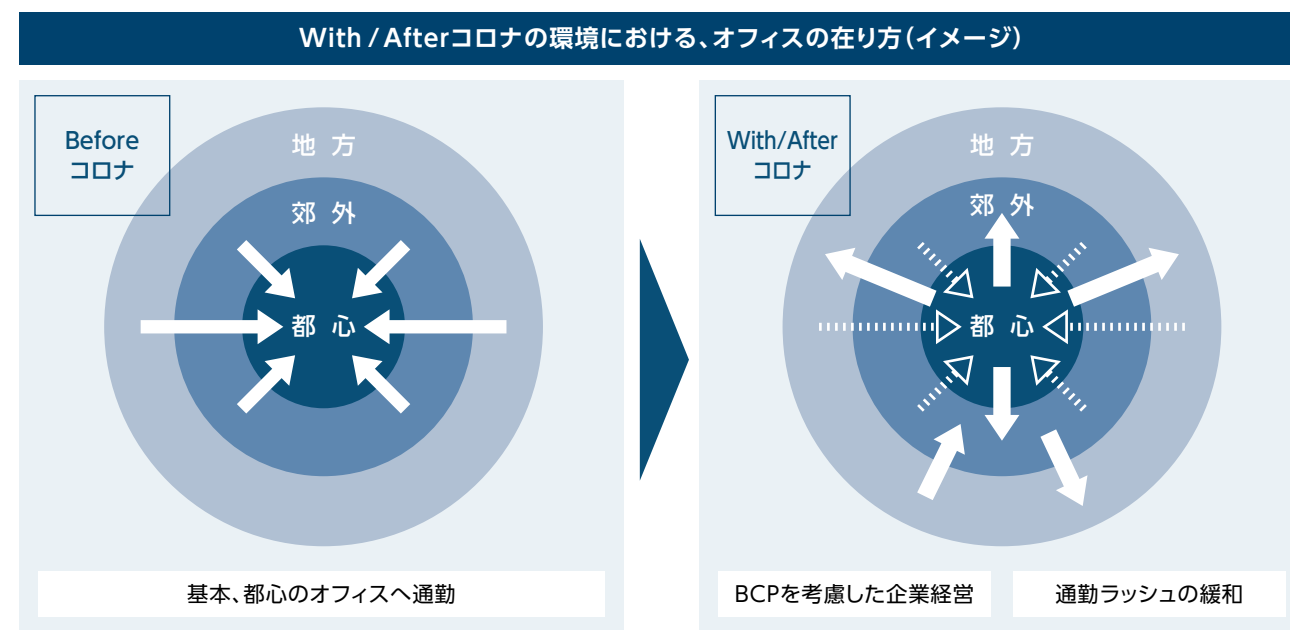 With / Afterコロナの環境における、オフィスの在り方(イメージ)
Before
コロナ
地 方
郊 外
都 心
基本、都心のオフィスへ通勤
With/After
コロナ
地 方
郊 外
都 心
BCPを考慮した企業経営
通勤ラッシュの緩和